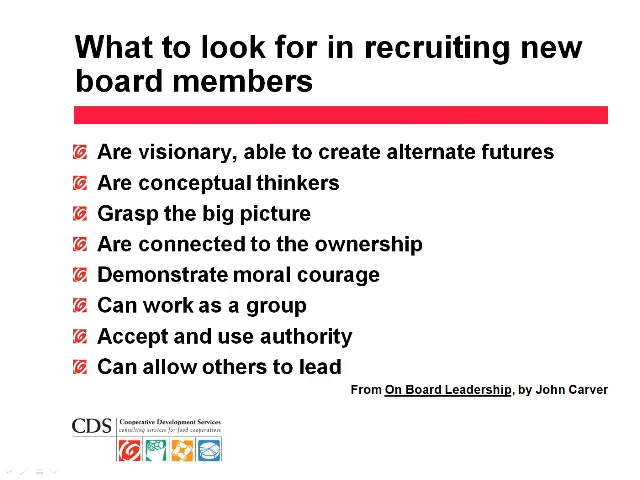 What to look for in recruiting new
board members
Are visionary, able to create alternate futures
Are conceptual thinkers
Grasp the big picture
Are connected to the ownership
Demonstrate moral courage
Can work as a group
Accept and use authority
Can allow others to lead
From On Board Leadership, by John Carver
CDS Cooperative Development Services
consulting services for food cooperatives